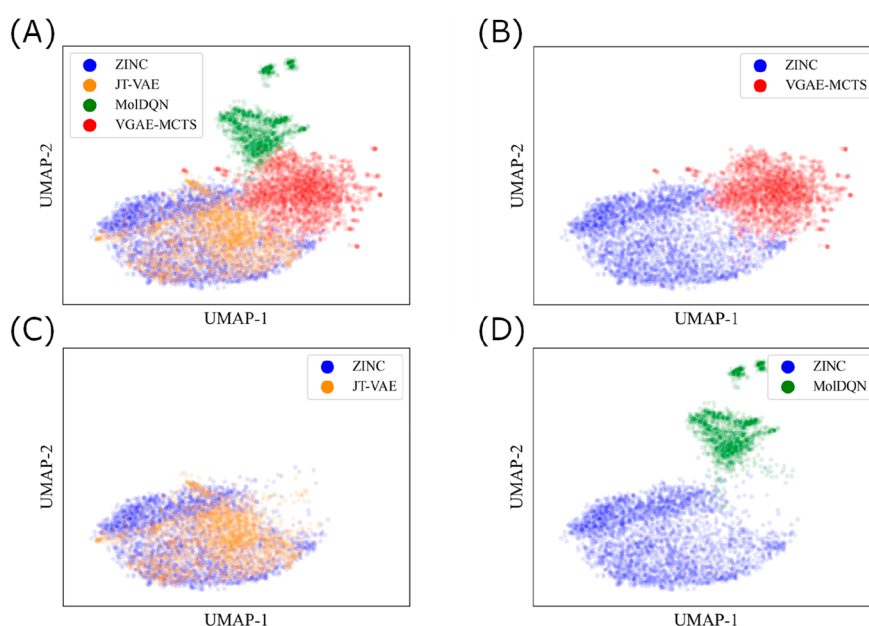 (A)
ZINC
JT-VAE
MolDQN
VGAE-MCTS
UMAP-2
UMAP-1
(B)
ZINC
VGAE-MCTS
UMAP-2
UMAP-1
(C)
ZINC
JT-VAE
UMAP-2
UMAP-1
(D)
ZINC
MolDQN
UMAP-2
UMAP-1